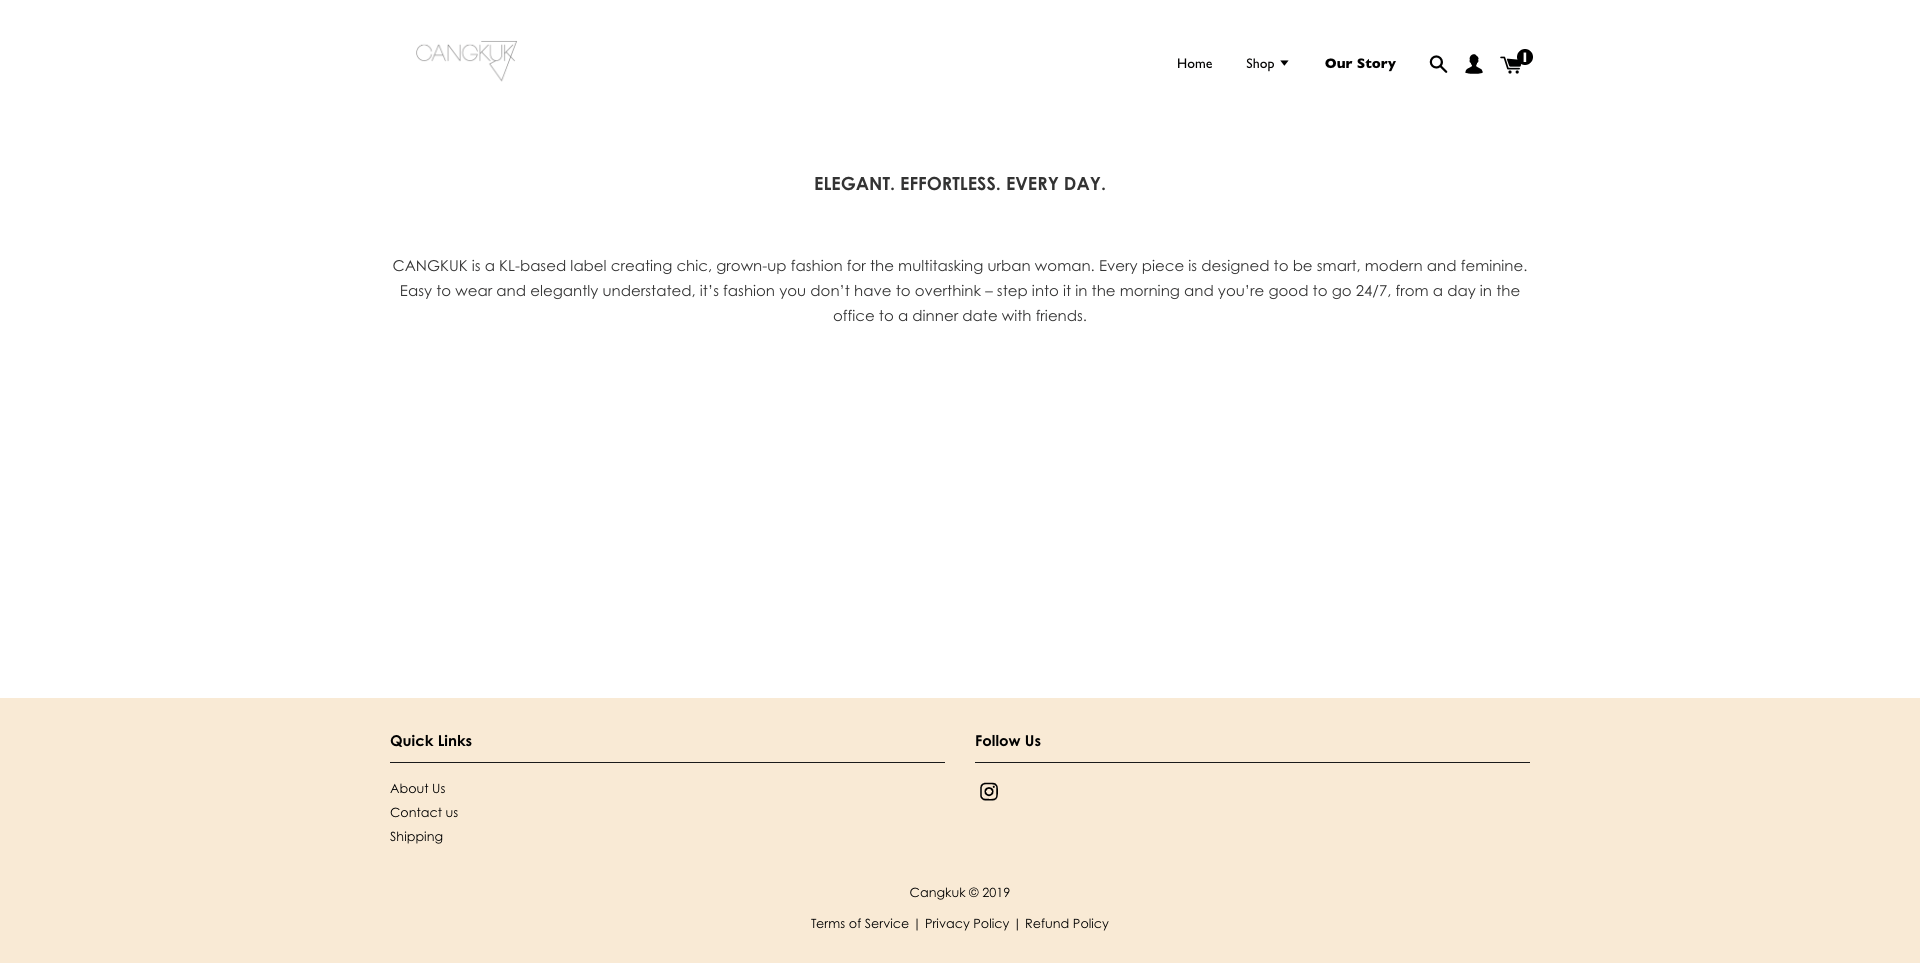 CANGKUK
Home
Shop
Our Story
1
ELEGANT. EFFORTLESS. EVERY DAY.
CANGKUK is a KL-based label creating chic, grown-up fashion for the multitasking urban woman. Every piece is designed to be smart, modern and feminine.
Easy to wear and elegantly understated, it’s fashion you don’t have to overthink – step into it in the morning and you’re good to go 24/7, from a day in the
office to a dinner date with friends.
Quick Links
About Us
Contact us
Shipping
Follow Us
Cangkuk © 2019
Terms of Service | Privacy Policy | Refund Policy